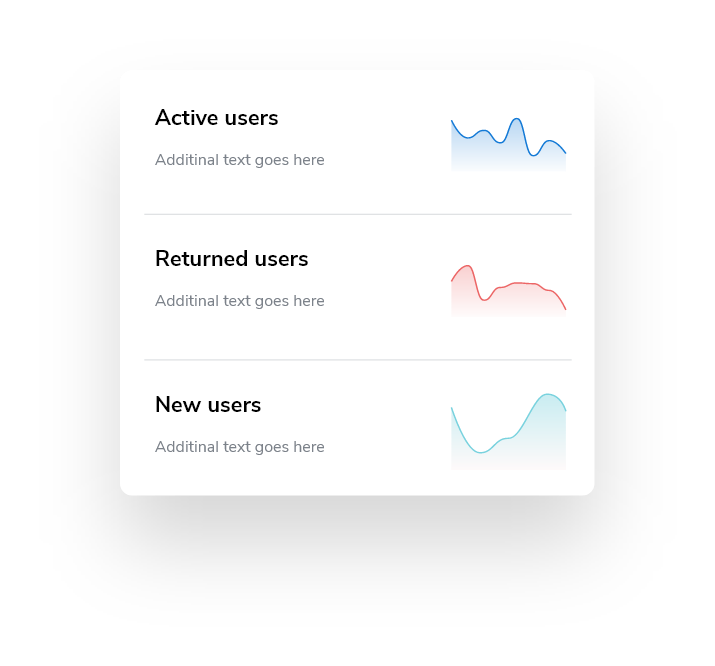 Active users
Additinal text goes here
Returned users
Additinal text goes here
New users
Additinal text goes here